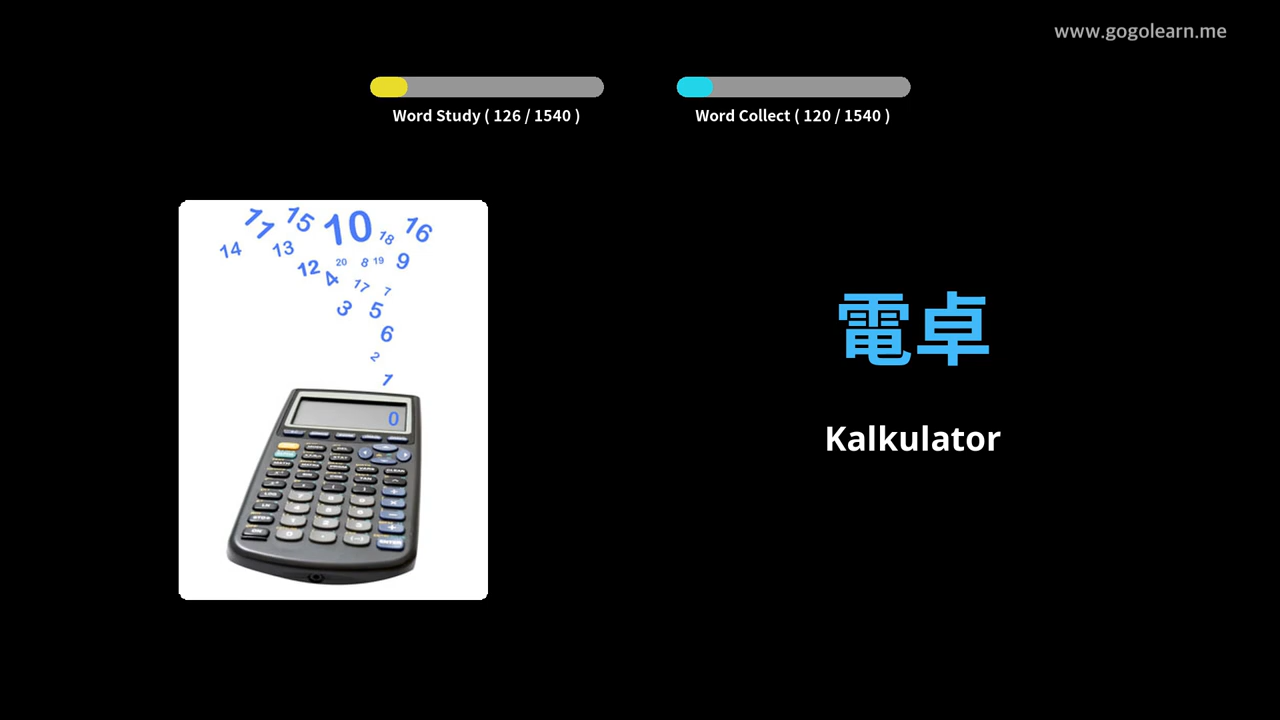 www.gogolearn.me
Word Study ( 126 / 1540 )
Word Collect ( 120 / 1540 )
11 15 10 16
14 13 18
12 20 8 19 9
4 17 7
3 5
6
2
1
0
電卓
Kalkulator